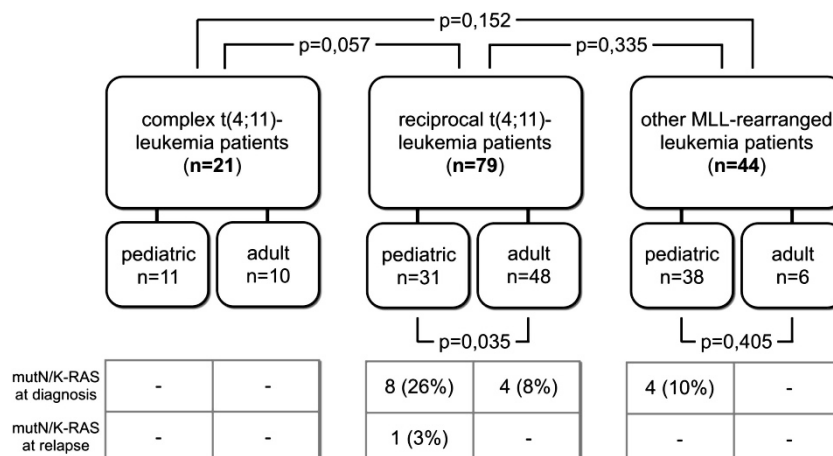 p=0,152
p=0,057
p=0,335
complex t(4;11)-
leukemia patients
(n=21)
reciprocal t(4;11)-
leukemia patients
(n=79)
other MLL-rearranged
leukemia patients
(n=44)
pediatric
n=11
adult
n=10
pediatric
n=31
adult
n=48
pediatric
n=38
adult
n=6
p=0,035
p=0,405
mutN/K-RAS
at diagnosis
- - 8 (26%) 4 (8%) 4 (10%) -
mutN/K-RAS
at relapse
- - 1 (3%) - - -